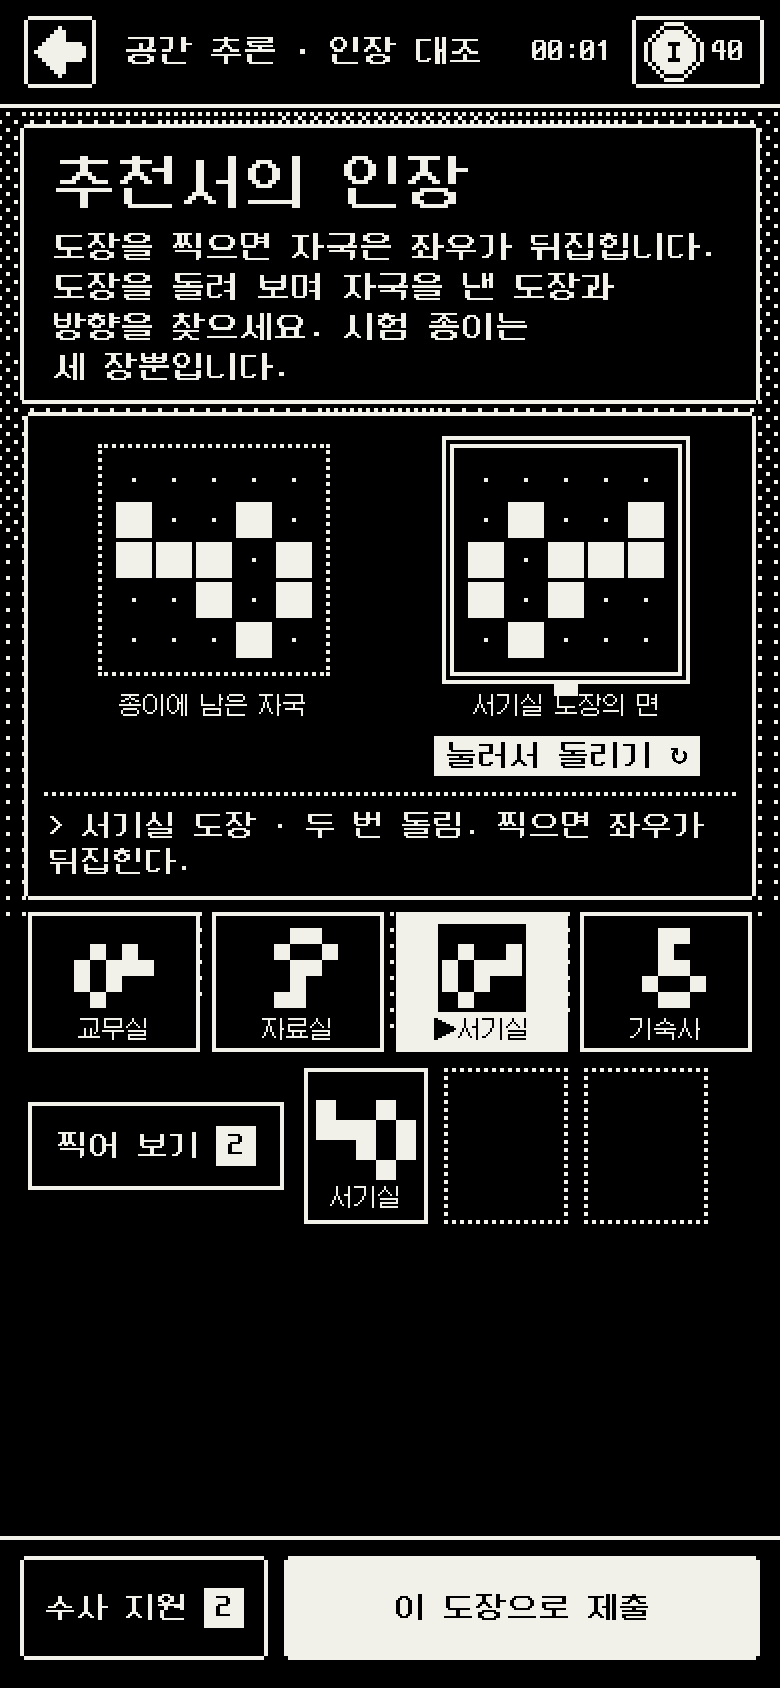 공간 추론 · 인장 대조
00:01
I 40
추천서의 인장
도장을 찍으면 자국은 좌우가 뒤집힙니다.
도장을 돌려 보며 자국을 낸 도장과
방향을 찾으세요. 시험 종이는
세 장뿐입니다.
종이에 남은 자국
서기실 도장의 면
눌러서 돌리기 ↻
> 서기실 도장 · 두 번 돌림. 찍으면 좌우가
뒤집힌다.
교무실
자료실
▶서기실
기숙사
찍어 보기 2
서기실
수사 지원 2
이 도장으로 제출